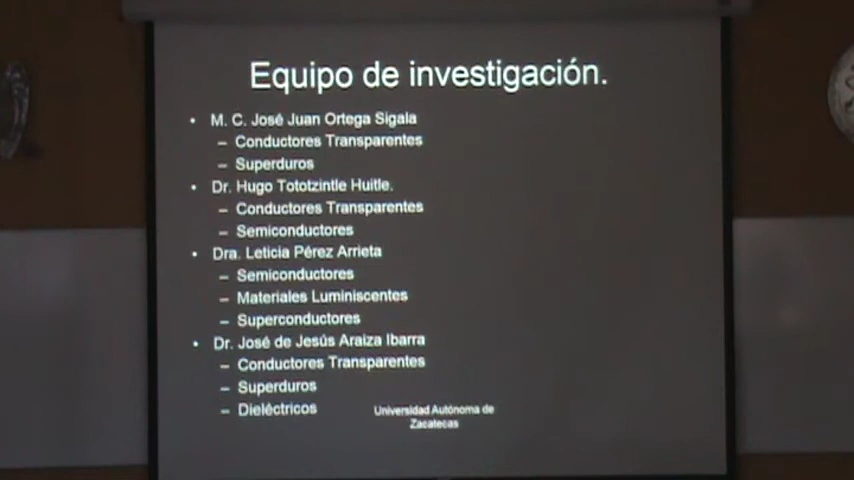 Equipo de investigación.
• M. C. José Juan Ortega Sigala
– Conductores Transparentes
– Superduros
• Dr. Hugo Tototzintle Huitle.
– Conductores Transparentes
– Semiconductores
• Dra. Leticia Pérez Arrieta
– Semiconductores
– Materiales Luminiscentes
– Superconductores
• Dr. José de Jesús Araiza Ibarra
– Conductores Transparentes
– Superduros
– Dieléctricos
Universidad Autónoma de
Zacatecas